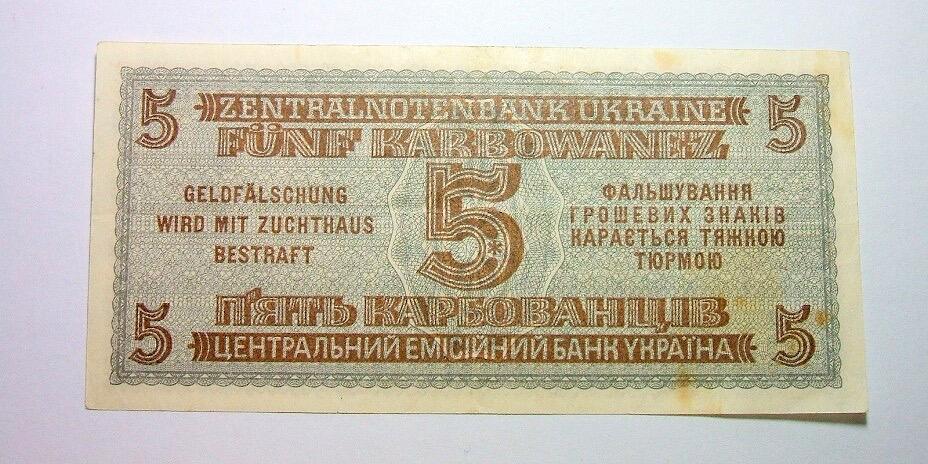 5 ZENTRALNOTENBANK UKRAINE 5
FÜNF KARBOWANEZ
GELDFÄLSCHUNG
WIRD MIT ZUCHTHAUS
BESTRAFT
5
ФАЛЬШУВАННЯ
ГРОШЕВИХ ЗНАКІВ
КАРАЄТЬСЯ ТЯЖКОЮ
ТЮРМОЮ
П'ЯТЬ КАРБОВАНЦІВ
5 ЦЕНТРАЛЬНИЙ ЕМІСІЙНИЙ БАНК УКРАЇНА 5